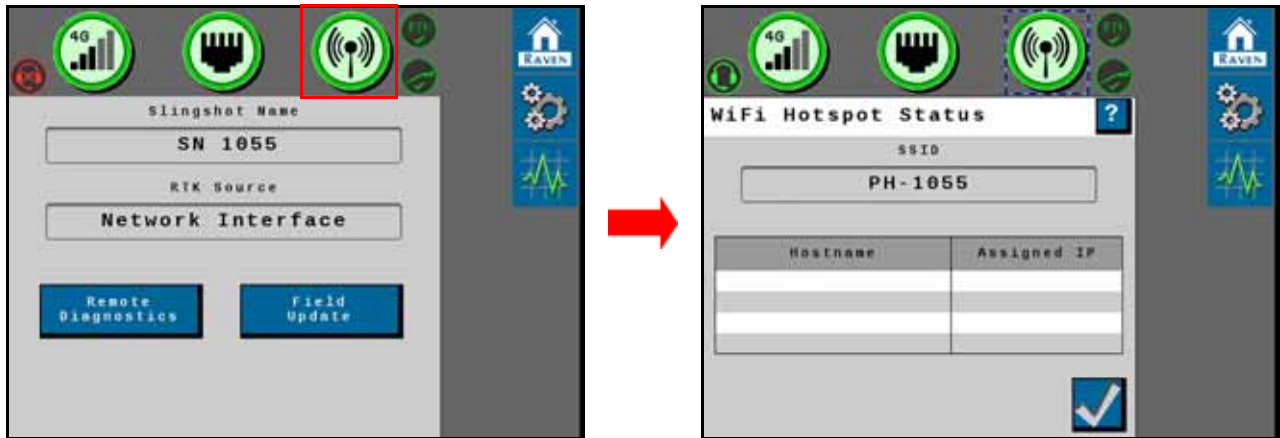 4G
RAVEN
Slingshot Name
SN 1055
RTK Source
Network Interface
Remote
Diagnostics
Field
Update
4G
RAVEN
WiFi Hotspot Status
?
SSID
PH-1055
Hostname Assigned IP